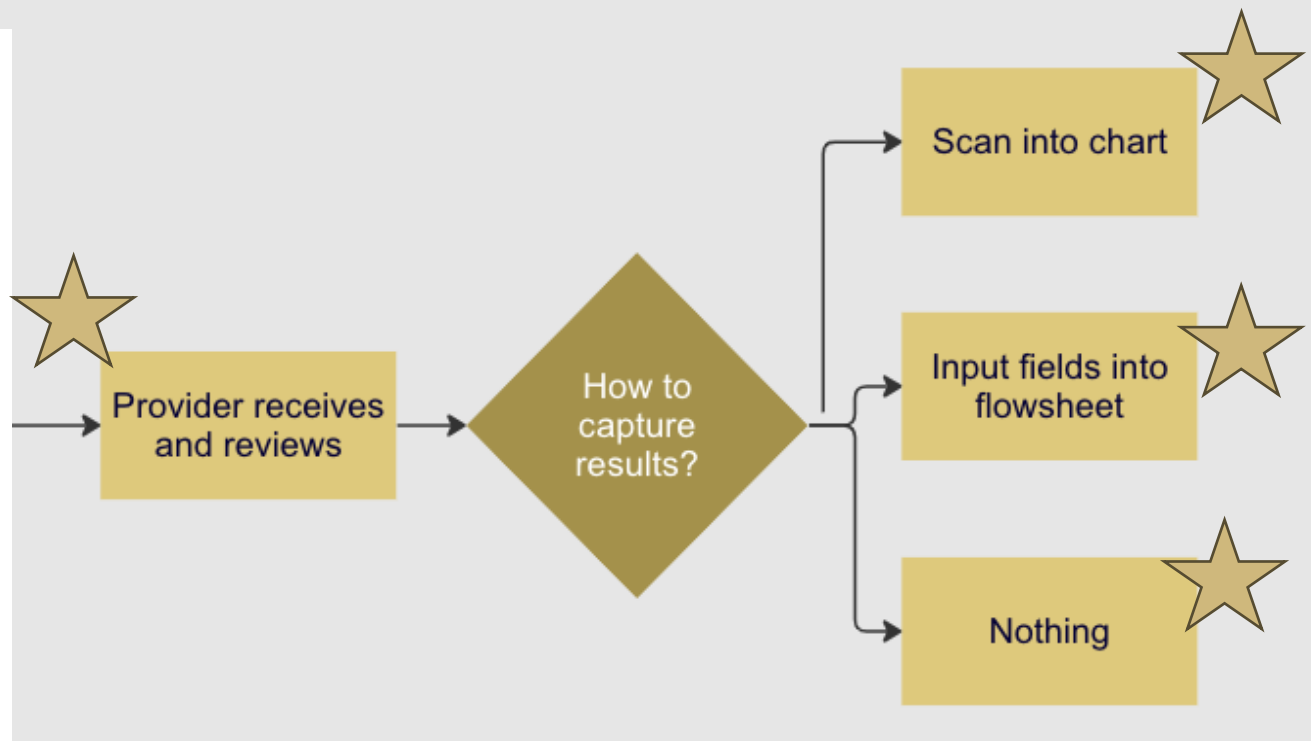 Provider receives
and reviews
How to
capture
results?
Scan into chart
Input fields into
flowsheet
Nothing